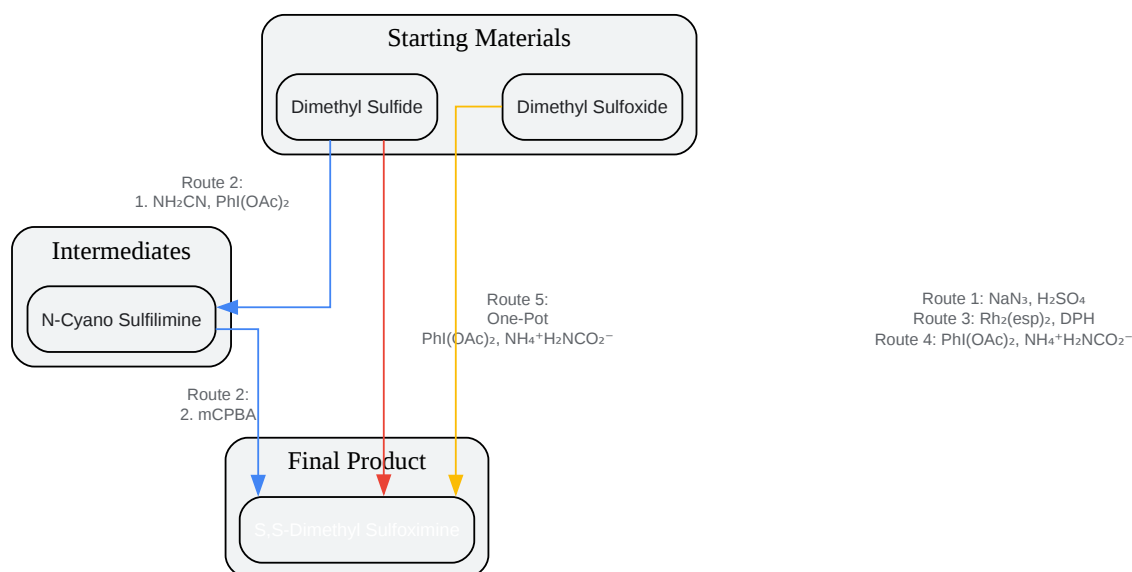 Starting Materials
Dimethyl Sulfide
Dimethyl Sulfoxide
Route 2:
1. NH₂CN, PhI(OAc)₂
Intermediates
N-Cyano Sulfilimine
Route 5:
One-Pot
PhI(OAc)₂, NH₄⁺H₂NCO₂⁻
Route 1: NaN₃, H₂SO₄
Route 3: Rh₂(esp)₂, DPH
Route 4: PhI(OAc)₂, NH₄⁺H₂NCO₂⁻
Route 2:
2. mCPBA
Final Product
S,S-Dimethyl Sulfoximine